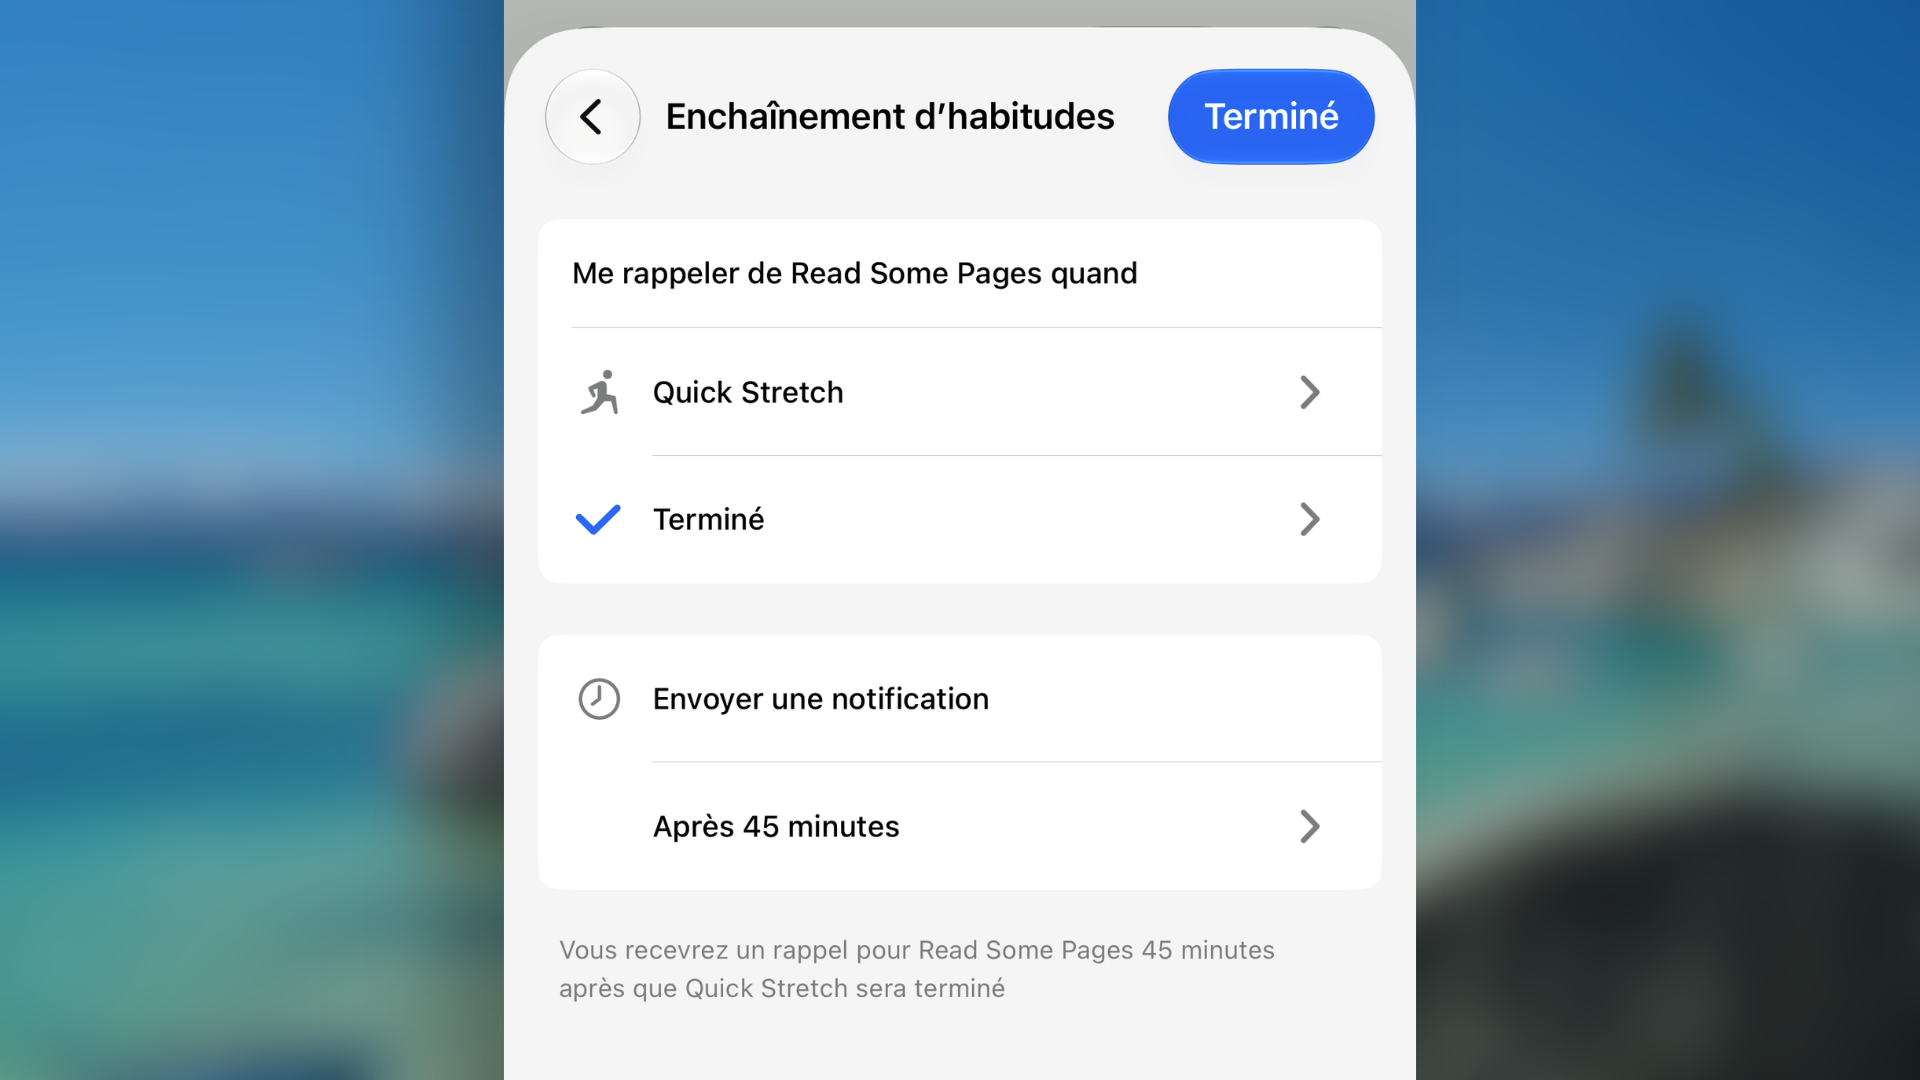 Enchaînement d’habitudes
Terminé
Me rappeler de Read Some Pages quand
Quick Stretch
Terminé
Envoyer une notification
Après 45 minutes
Vous recevrez un rappel pour Read Some Pages 45 minutes
après que Quick Stretch sera terminé